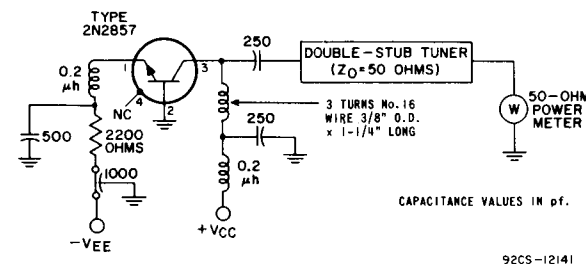 TYPE
2N2857
1
3
NC
4
2
0.2
μh
500
2200
OHMS
1000
-VEE
250
DOUBLE-STUB TUNER
(ZO=50 OHMS)
50-OHM
POWER
METER
W
3 TURNS No.16
WIRE 3/8" O.D.
x 1-1/4" LONG
250
0.2
μh
+VCC
CAPACITANCE VALUES IN pf.
92CS-12141